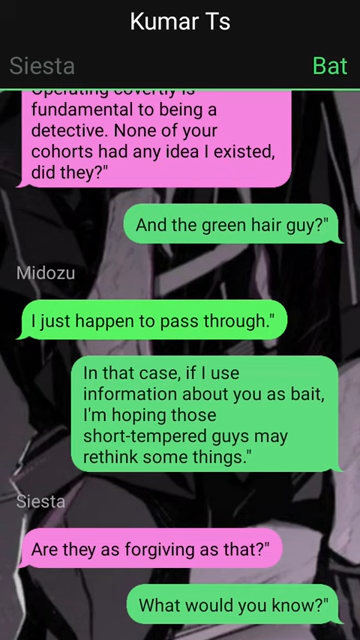 Kumar Ts
Siesta
Bat
Operating covertly is
fundamental to being a
detective. None of your
cohorts had any idea I existed,
did they?"
And the green hair guy?"
Midozu
I just happen to pass through."
In that case, if I use
information about you as bait,
I'm hoping those
short-tempered guys may
rethink some things."
Siesta
Are they as forgiving as that?"
What would you know?"